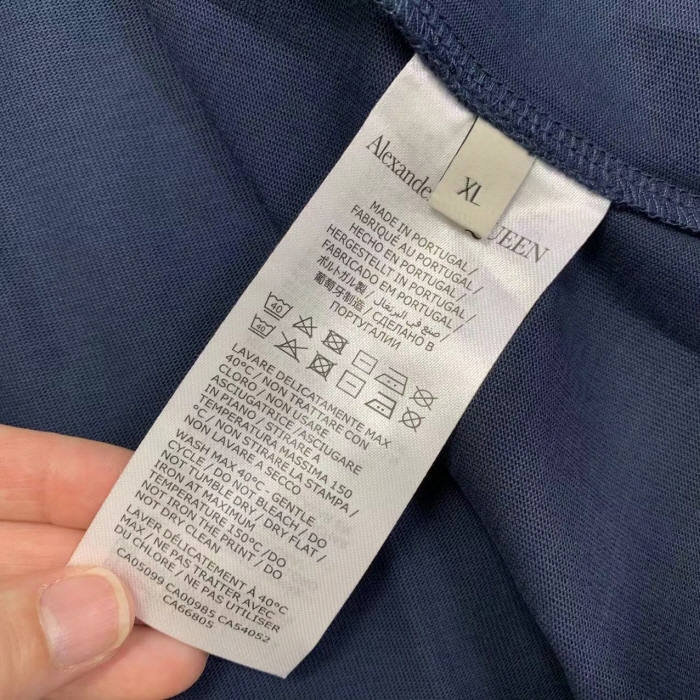 Alexande QUEEN
XL
MADE IN PORTUGAL /
FABRIQUÉ AU PORTUGAL /
HECHO EN PORTUGAL /
HERGESTELLT IN PORTUGAL /
FABRICADO EM PORTUGAL /
ポルトガル製 / صنع في البرتغال /
葡萄牙制造 / СДЕЛАНО В
ПОРТУГАЛИИ
40
40
LAVARE DELICATAMENTE MAX
40°C / NON TRATTARE CON
CLORO / NON USARE
ASCIUGATRICE / ASCIUGARE
IN PIANO / STIRARE A
TEMPERATURA MASSIMA 150
°C / NON STIRARE LA STAMPA /
NON LAVARE A SECCO
WASH MAX 40°C - GENTLE
CYCLE / DO NOT BLEACH / DO
NOT TUMBLE DRY / DRY FLAT /
IRON AT MAXIMUM
TEMPERATURE 150°C / DO
NOT IRON THE PRINT / DO
NOT DRY CLEAN
LAVER DÉLICATEMENT À 40°C
MAX / NE PAS TRAITER AVEC
DU CHLORE / NE PAS UTILISER
CA05099 CA00985 CA54052
CA66805